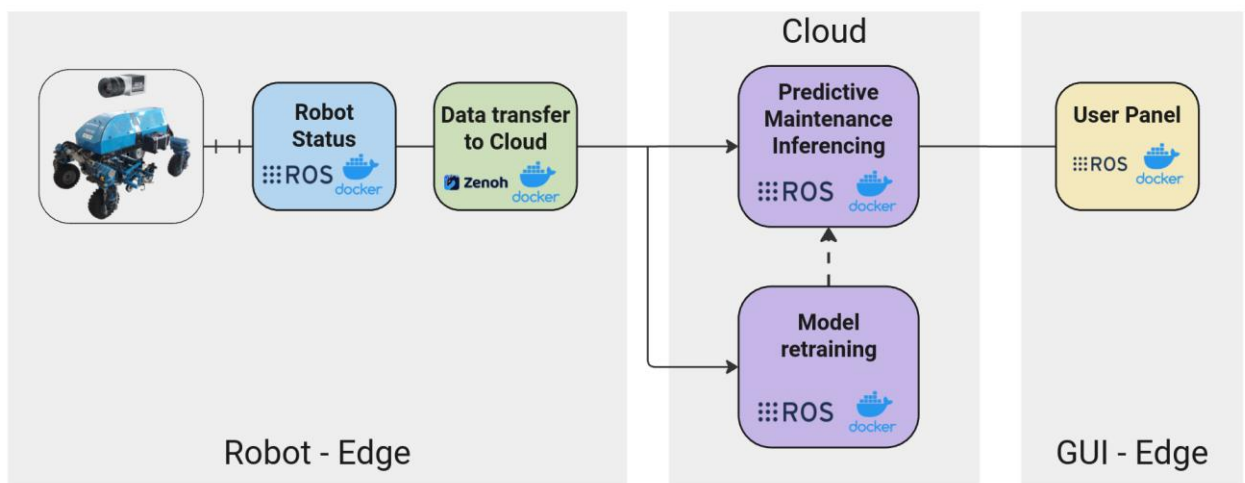 Cloud
Robot
Status
ROS
docker
Data transfer
to Cloud
Zenoh
docker
Predictive
Maintenance
Inferencing
ROS
docker
User Panel
ROS
docker
Model
retraining
ROS
docker
Robot - Edge
GUI - Edge